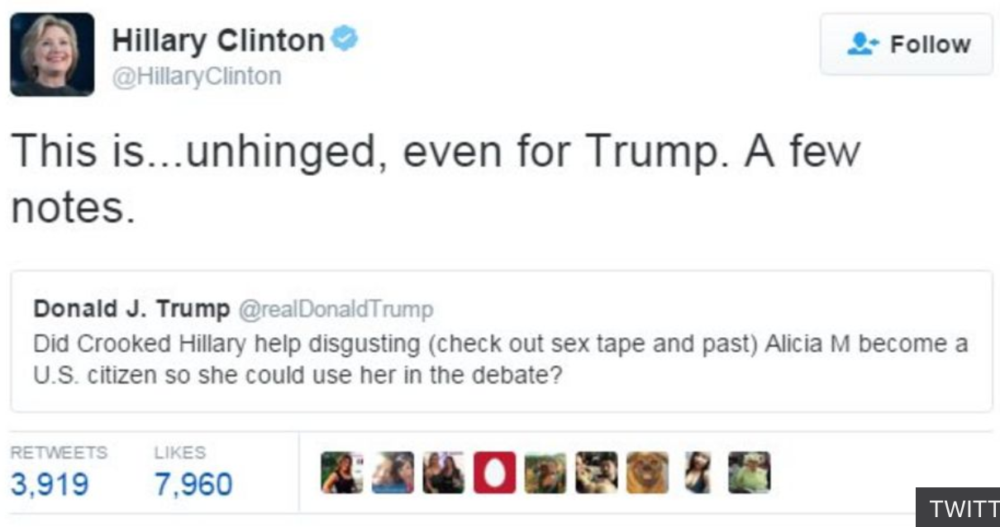 Hillary Clinton
@HillaryClinton
Follow
This is...unhinged, even for Trump. A few
notes.
Donald J. Trump @realDonaldTrump
Did Crooked Hillary help disgusting (check out sex tape and past) Alicia M become a
U.S. citizen so she could use her in the debate?
RETWEETS LIKES
3,919 7,960
TWITT